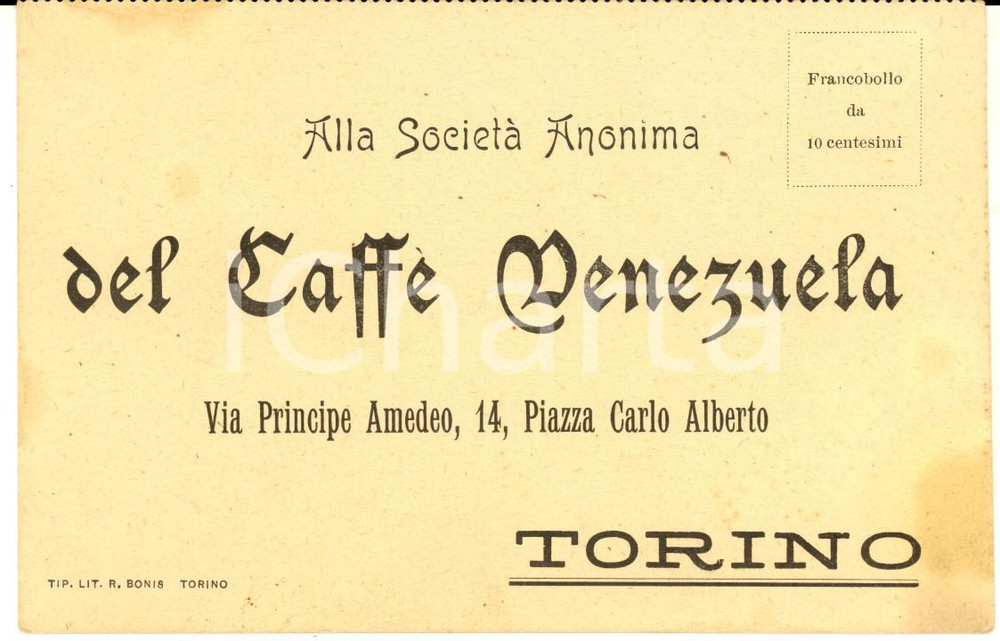 Francobollo
da
10 centesimi
Alla Società Anonima
del Caffè Venezuela
iCharta
Via Principe Amedeo, 14, Piazza Carlo Alberto
TORINO
TIP. LIT. R. BONIS TORINO